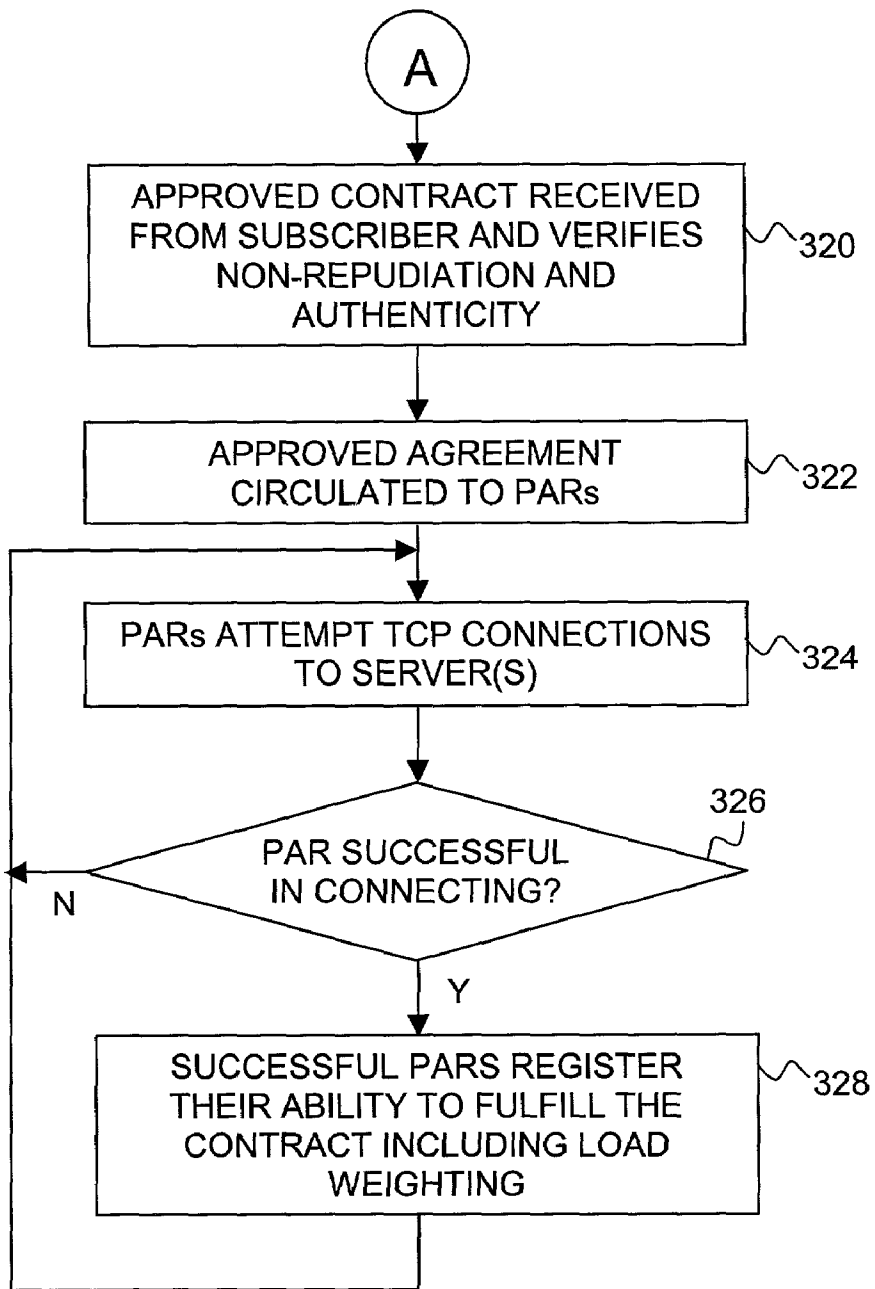 A
APPROVED CONTRACT RECEIVED
FROM SUBSCRIBER AND VERIFIES
NON-REPUDIATION AND
AUTHENTICITY
320
APPROVED AGREEMENT
CIRCULATED TO PARs
322
PARs ATTEMPT TCP CONNECTIONS
TO SERVER(S)
324
326
PAR SUCCESSFUL
IN CONNECTING?
N
Y
SUCCESSFUL PARS REGISTER
THEIR ABILITY TO FULFILL THE
CONTRACT INCLUDING LOAD
WEIGHTING
328